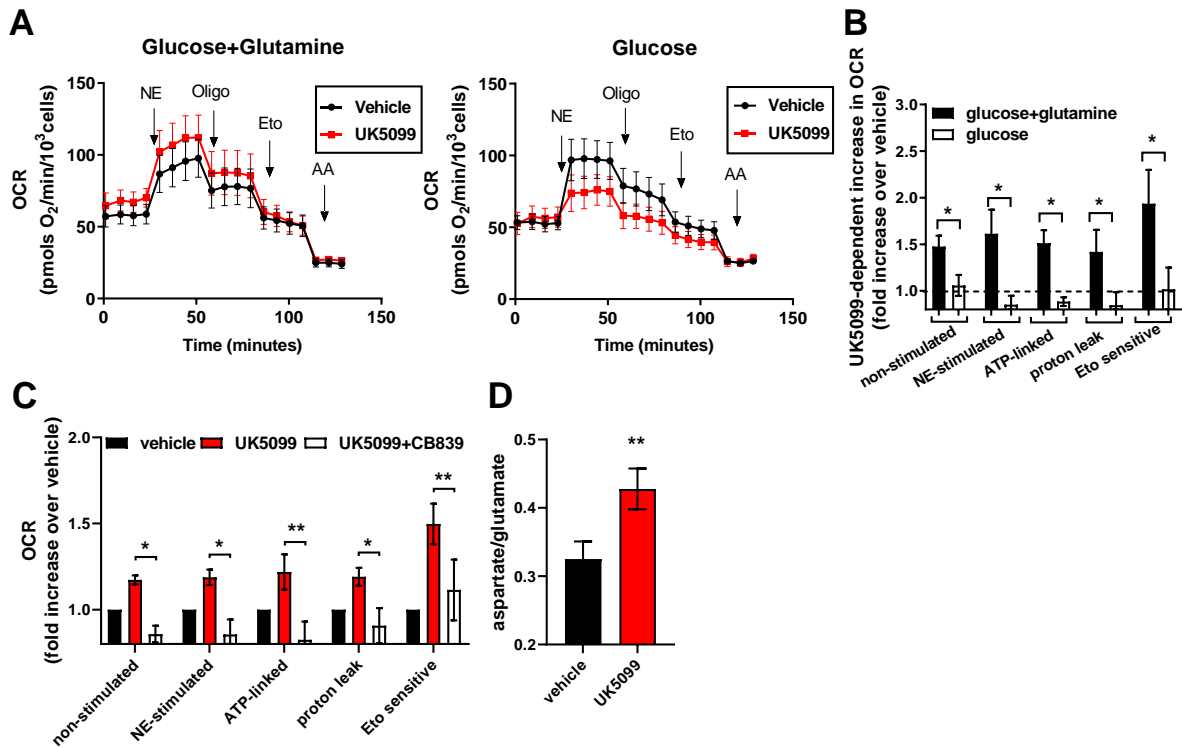 A
Glucose+Glutamine
150
100
50
0
0
50
100
150
OCR
(pmols O₂/min/10³cells)
Time (minutes)
NE
Oligo
Eto
AA
Vehicle
UK5099
Glucose
150
100
50
0
0
50
100
150
OCR
(pmols O₂/min/10³cells)
Time (minutes)
NE
Oligo
Eto
AA
Vehicle
UK5099
B
UK5099-dependent increase in OCR
(fold increase over vehicle)
3.0
2.5
2.0
1.5
1.0
glucose+glutamine
glucose
*
*
*
*
*
non-stimulated
NE-stimulated
ATP-linked
proton leak
Eto sensitive
C
OCR
(fold increase over vehicle)
2.0
1.5
1.0
vehicle
UK5099
UK5099+CB839
*
*
**
*
**
non-stimulated
NE-stimulated
ATP-linked
proton leak
Eto sensitive
D
aspartate/glutamate
0.5
0.4
0.3
0.2
**
vehicle
UK5099